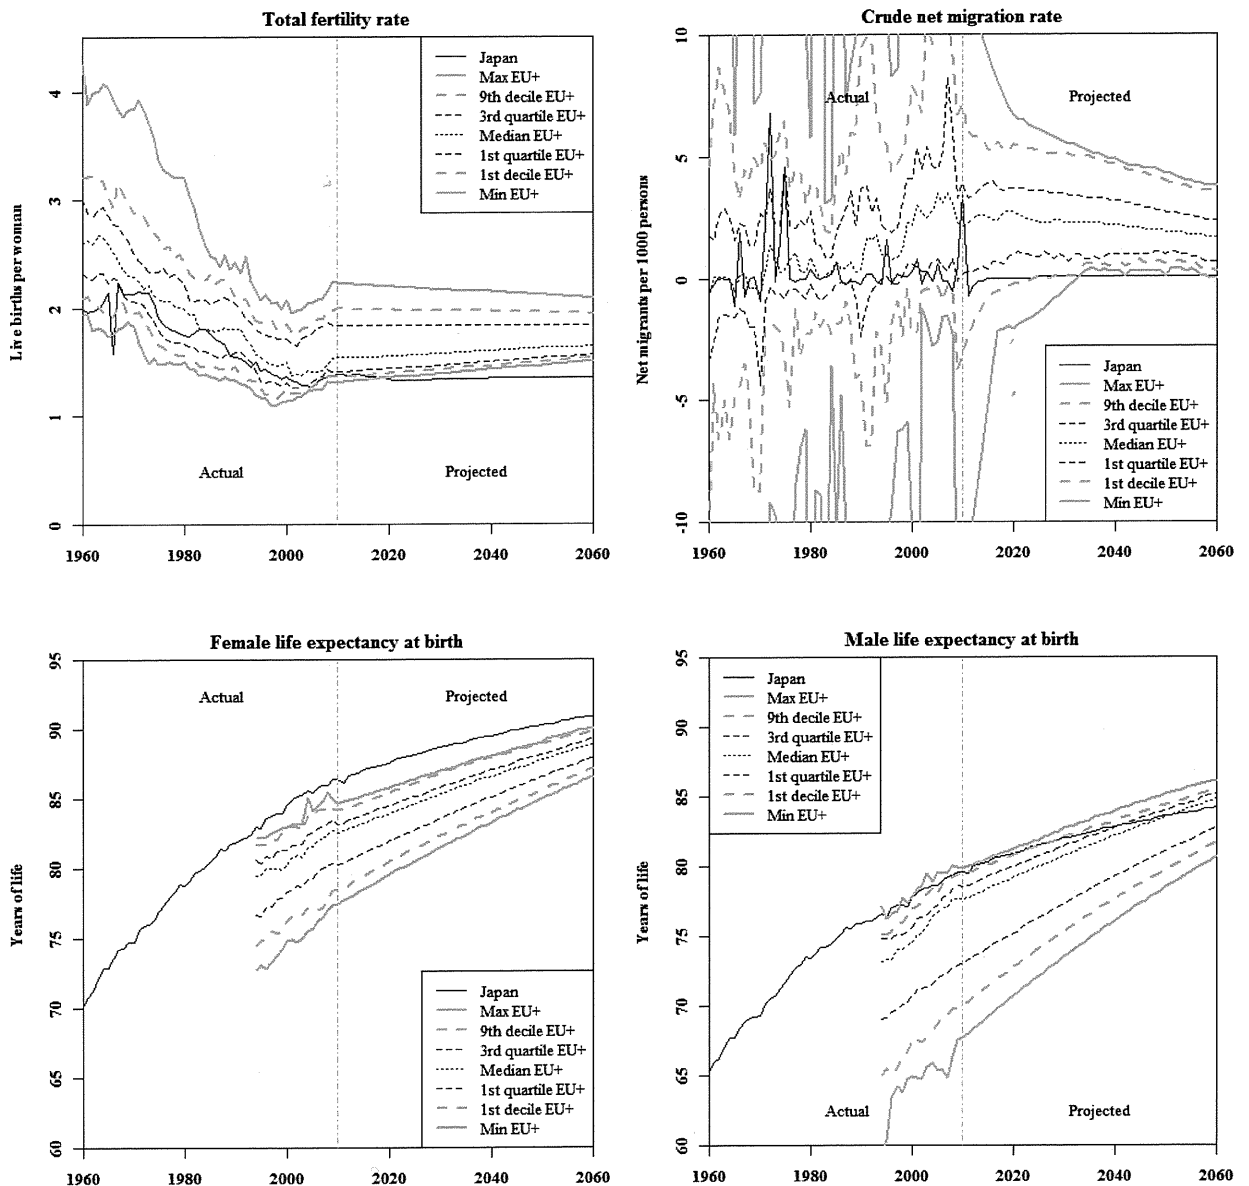 Total fertility rate
Live births per woman
4
3
2
1
0
Japan
Max EU+
9th decile EU+
3rd quartile EU+
Median EU+
1st quartile EU+
1st decile EU+
Min EU+
Actual
Projected
1960
1980
2000
2020
2040
2060
Crude net migration rate
Net migrants per 1000 persons
10
5
0
-5
-10
Actual
Projected
Japan
Max EU+
9th decile EU+
3rd quartile EU+
Median EU+
1st quartile EU+
1st decile EU+
Min EU+
1960
1980
2000
2020
2040
2060
Female life expectancy at birth
Years of life
95
90
85
80
75
70
65
60
Actual
Projected
Japan
Max EU+
9th decile EU+
3rd quartile EU+
Median EU+
1st quartile EU+
1st decile EU+
Min EU+
1960
1980
2000
2020
2040
2060
Male life expectancy at birth
Years of life
95
90
85
80
75
70
65
60
Japan
Max EU+
9th decile EU+
3rd quartile EU+
Median EU+
1st quartile EU+
1st decile EU+
Min EU+
Actual
Projected
1960
1980
2000
2020
2040
2060